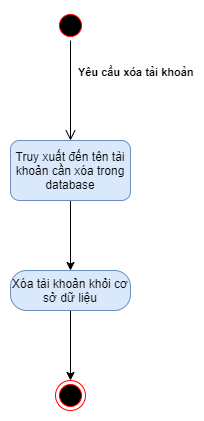 Yêu cầu xóa tải khoản
Truy xuất đến tên tài
khoản cần xóa trong
database
Xóa tài khoản khỏi cơ
sở dữ liệu